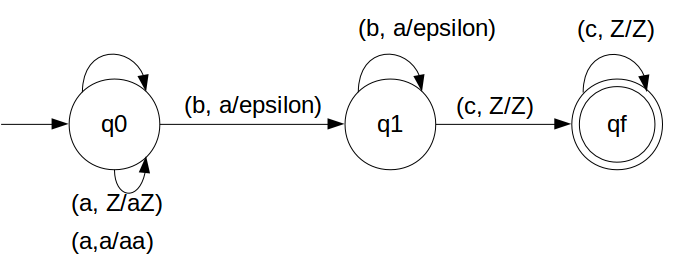 (b, a/epsilon)
(c, Z/Z)
(b, a/epsilon)
(c, Z/Z)
q0
q1
qf
(a, Z/aZ)
(a,a/aa)